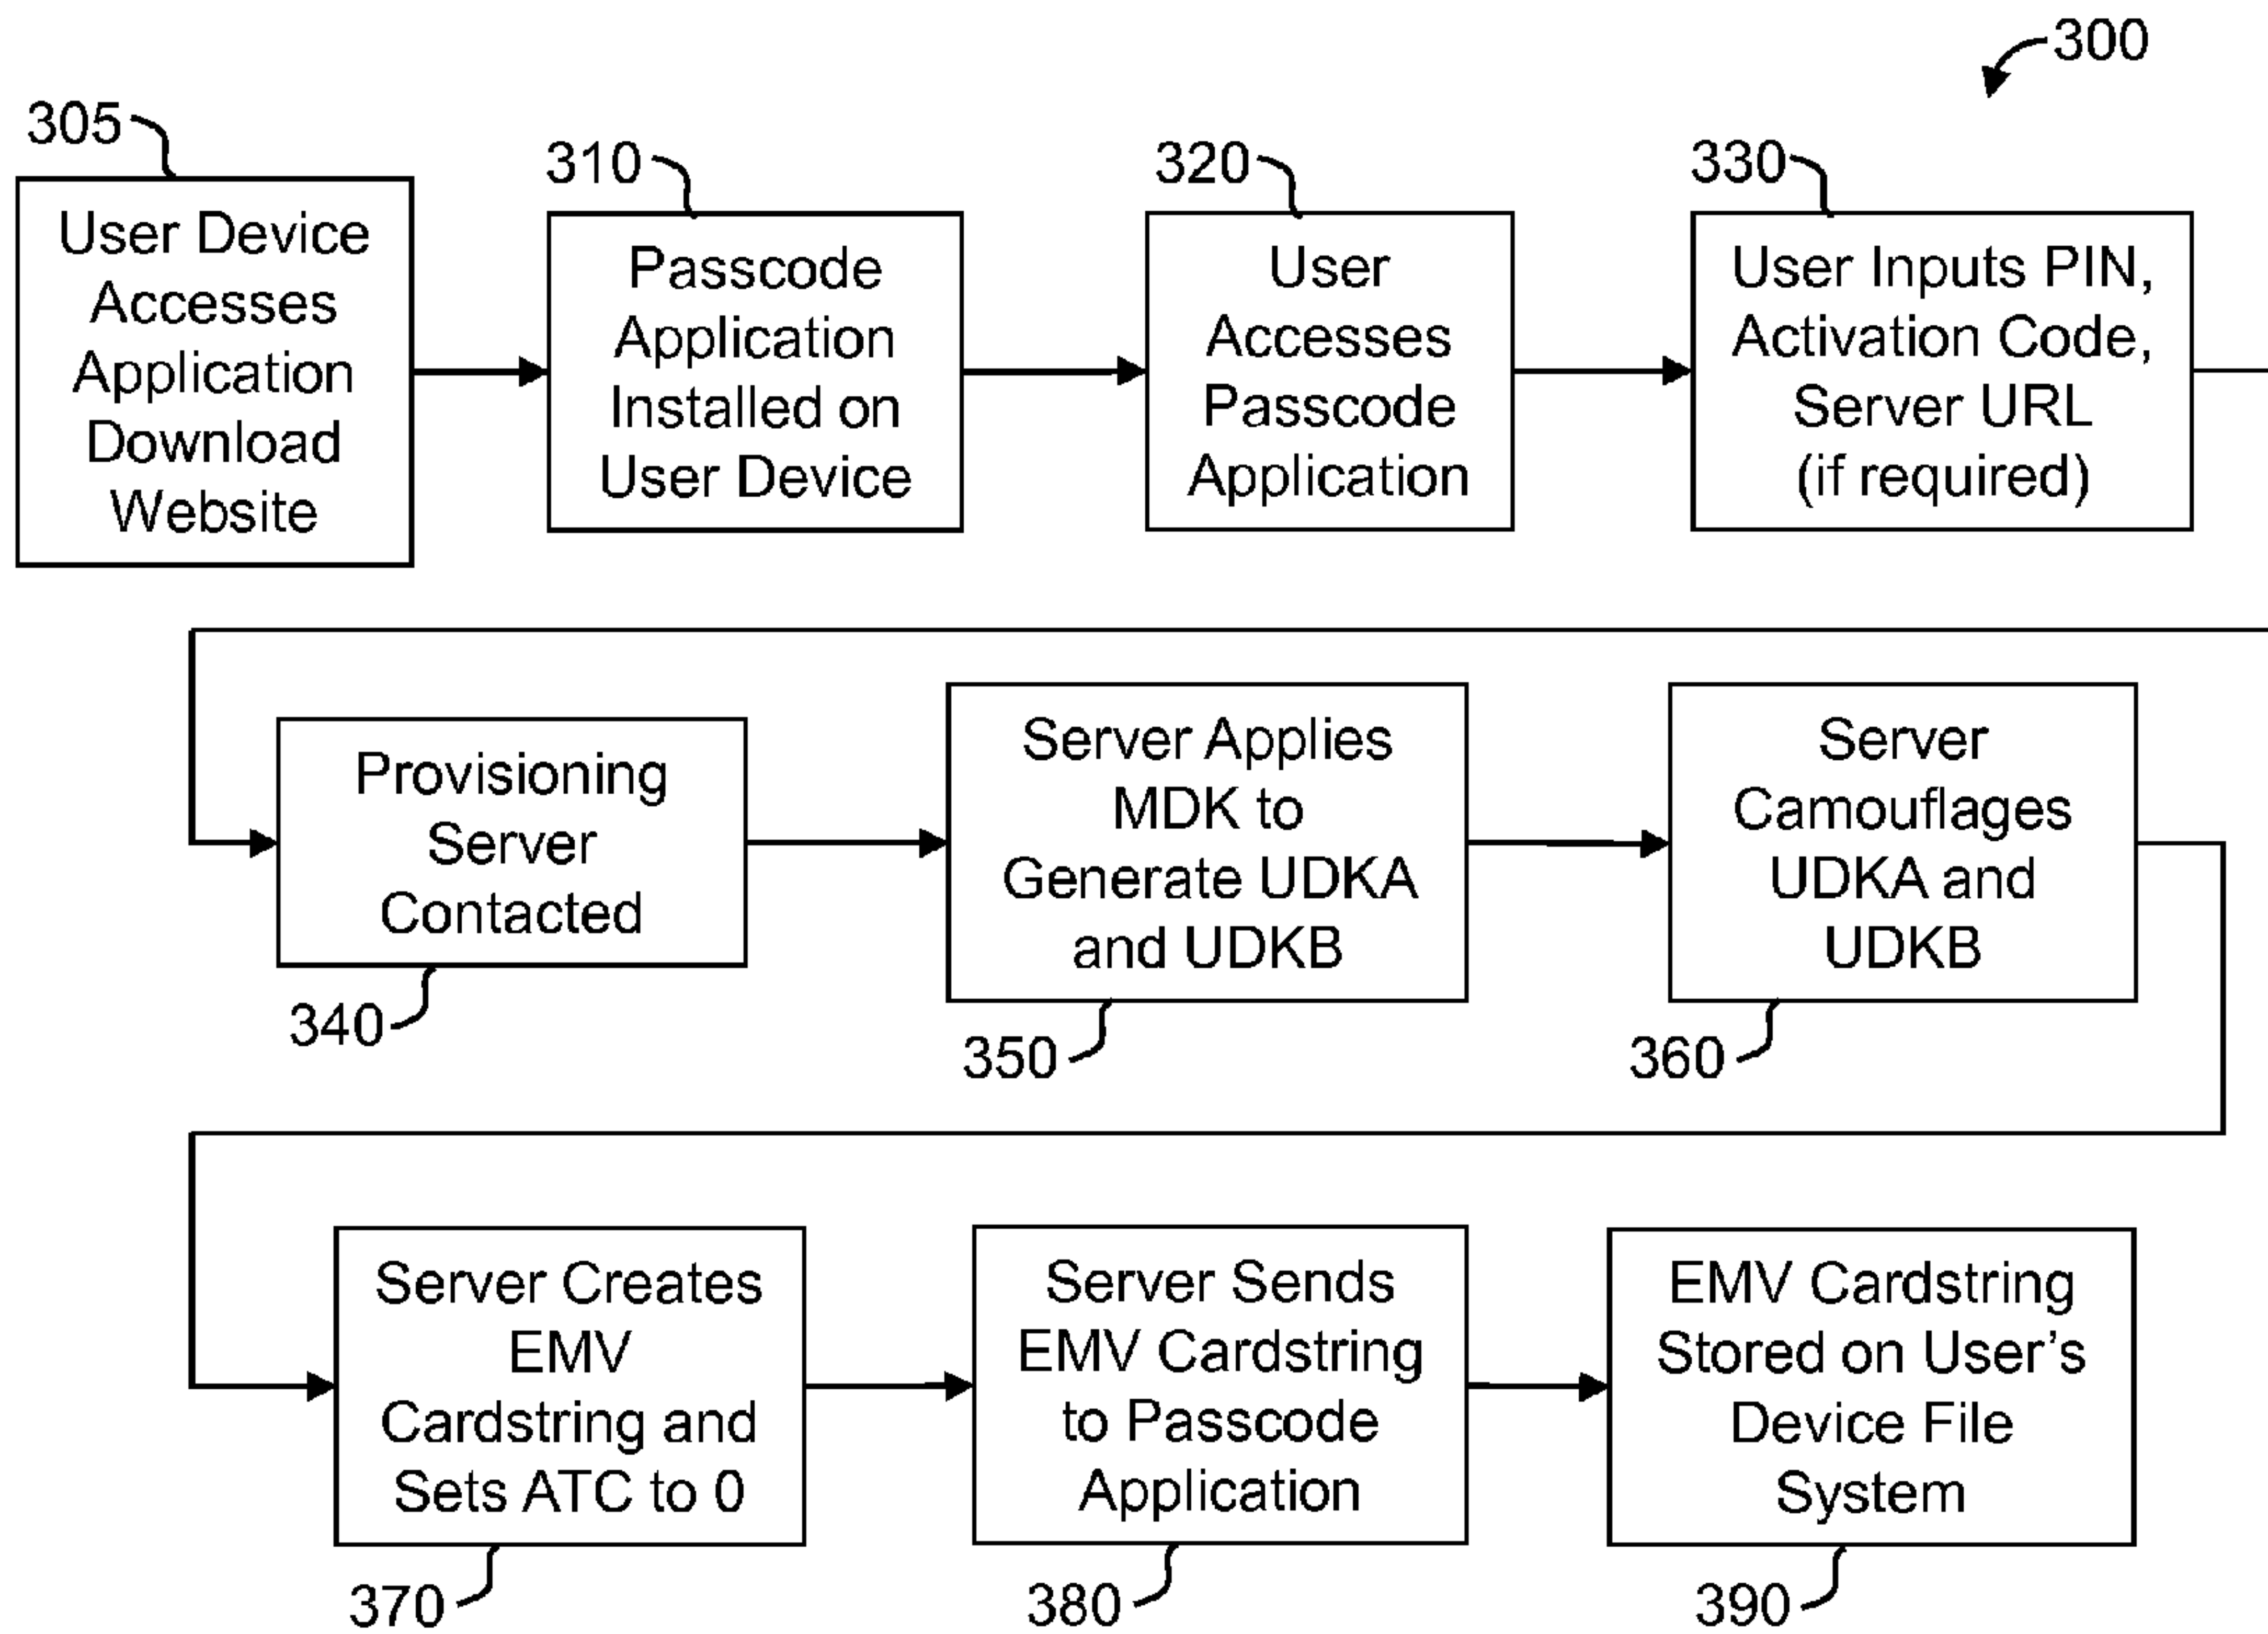 300
305
User Device
Accesses
Application
Download
Website
310
Passcode
Application
Installed on
User Device
320
User
Accesses
Passcode
Application
330
User Inputs PIN,
Activation Code,
Server URL
(if required)
Provisioning
Server
Contacted
340
Server Applies
MDK to
Generate UDKA
and UDKB
350
Server
Camouflages
UDKA and
UDKB
360
Server Creates
EMV
Cardstring and
Sets ATC to 0
370
Server Sends
EMV Cardstring
to Passcode
Application
380
EMV Cardstring
Stored on User's
Device File
System
390